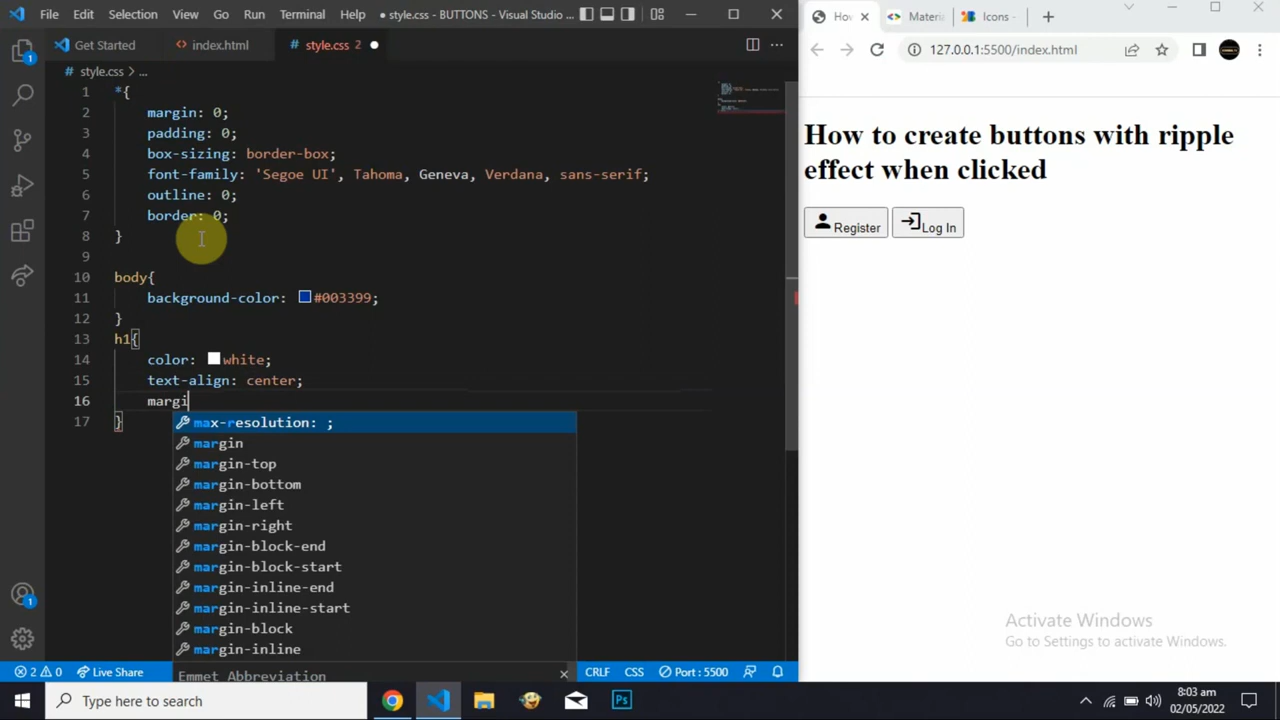 File Edit Selection View Go Run Terminal Help ● style.css - BUTTONS - Visual Studio ...
Get Started index.html style.css 2
style.css > ...
1 *{
2 margin: 0;
3 padding: 0;
4 box-sizing: border-box;
5 font-family: 'Segoe UI', Tahoma, Geneva, Verdana, sans-serif;
6 outline: 0;
7 border: 0;
8 }
9
10 body{
11 background-color: #003399;
12 }
13 h1{
14 color: white;
15 text-align: center;
16 margi
17 }
max-resolution: ;
margin
margin-top
margin-bottom
margin-left
margin-right
margin-block-end
margin-block-start
margin-inline-end
margin-inline-start
margin-block
margin-inline
Emmet Abbreviation
1
1
2 0 Live Share CRLF CSS Port : 5500
How Materi Icons -
127.0.0.1:5500/index.html
How to create buttons with ripple
effect when clicked
Register Log In
Activate Windows
Go to Settings to activate Windows.
Type here to search
Ps
8:03 am
02/05/2022